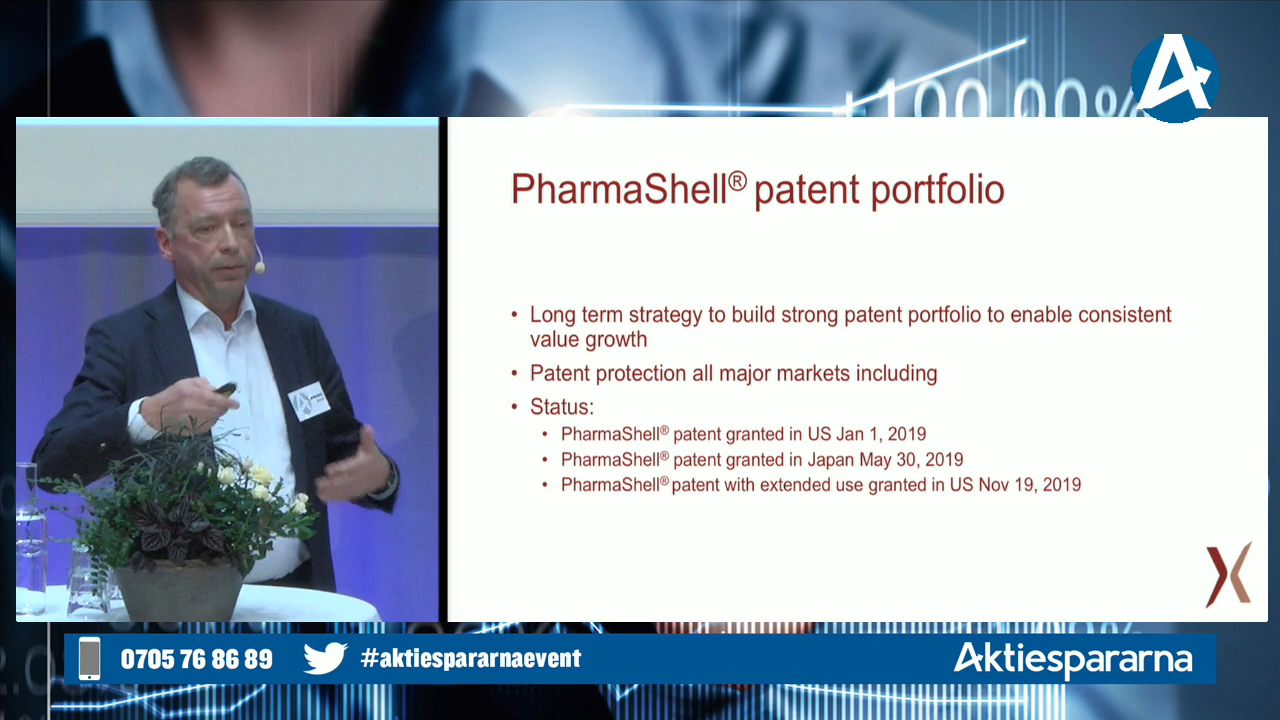 +100.00%
PharmaShell® patent portfolio
• Long term strategy to build strong patent portfolio to enable consistent
value growth
• Patent protection all major markets including
• Status:
• PharmaShell® patent granted in US Jan 1, 2019
• PharmaShell® patent granted in Japan May 30, 2019
• PharmaShell® patent with extended use granted in US Nov 19, 2019
0705 76 86 89
#aktiespararnaevent
Aktiespararna